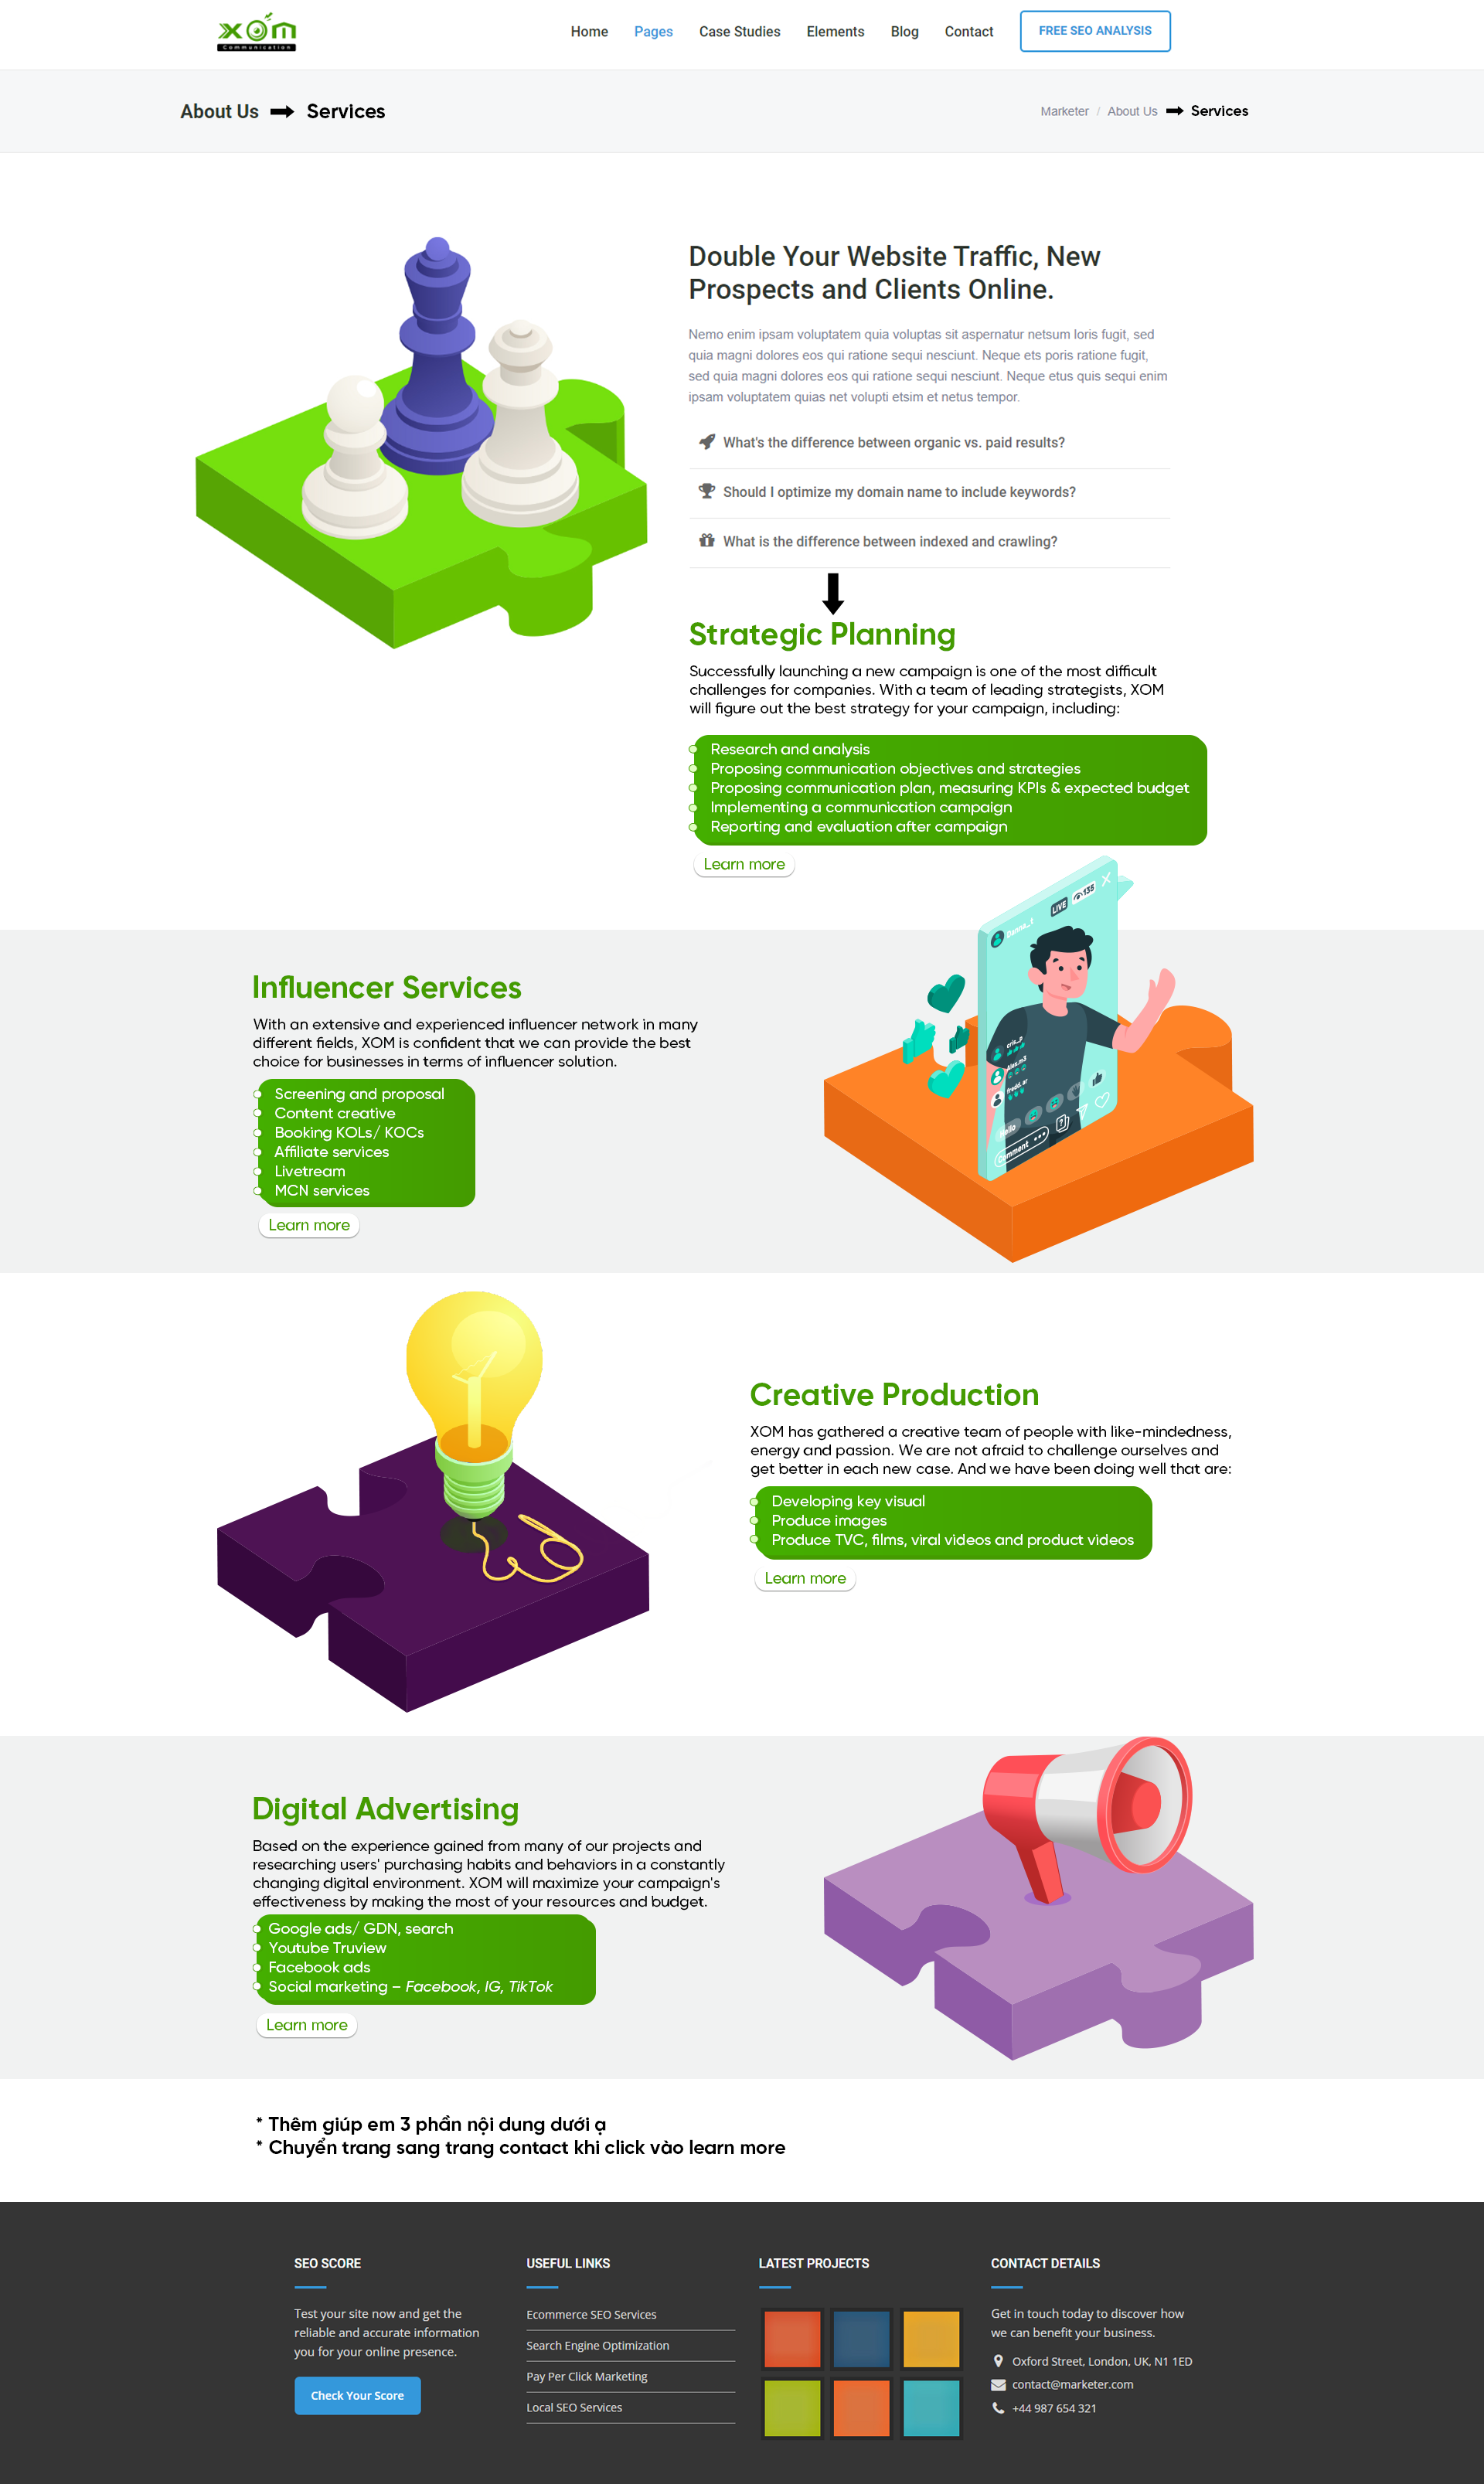 XOM
Communication
Home Pages Case Studies Elements Blog Contact FREE SEO ANALYSIS
About Us Services
Marketer / About Us Services
Double Your Website Traffic, New
Prospects and Clients Online.
Nemo enim ipsam voluptatem quia voluptas sit aspernatur netsum loris fugit, sed
quia magni dolores eos qui ratione sequi nesciunt. Neque ets poris ratione fugit,
sed quia magni dolores eos qui ratione sequi nesciunt. Neque etus quis sequi enim
ipsam voluptatem quias net volupti etsim et netus tempor.
What's the difference between organic vs. paid results?
Should I optimize my domain name to include keywords?
What is the difference between indexed and crawling?
Strategic Planning
Successfully launching a new campaign is one of the most difficult
challenges for companies. With a team of leading strategists, XOM
will figure out the best strategy for your campaign, including:
Research and analysis
Proposing communication objectives and strategies
Proposing communication plan, measuring KPIs & expected budget
Implementing a communication campaign
Reporting and evaluation after campaign
Learn more
Influencer Services
With an extensive and experienced influencer network in many
different fields, XOM is confident that we can provide the best
choice for businesses in terms of influencer solution.
Screening and proposal
Content creative
Booking KOLs/ KOCs
Affiliate services
Livetream
MCN services
Learn more
Danna_t LIVE 135 X
cris_p
Alex.m3
fredd.ar
Hello
Comment
Creative Production
XOM has gathered a creative team of people with like-mindedness,
energy and passion. We are not afraid to challenge ourselves and
get better in each new case. And we have been doing well that are:
Developing key visual
Produce images
Produce TVC, films, viral videos and product videos
Learn more
Digital Advertising
Based on the experience gained from many of our projects and
researching users' purchasing habits and behaviors in a constantly
changing digital environment. XOM will maximize your campaign's
effectiveness by making the most of your resources and budget.
Google ads/ GDN, search
Youtube Truview
Facebook ads
Social marketing – Facebook, IG, TikTok
Learn more
* Thêm giúp em 3 phần nội dung dưới ạ
* Chuyển trang sang trang contact khi click vào learn more
SEO SCORE
Test your site now and get the
reliable and accurate information
you for your online presence.
Check Your Score
USEFUL LINKS
Ecommerce SEO Services
Search Engine Optimization
Pay Per Click Marketing
Local SEO Services
LATEST PROJECTS
CONTACT DETAILS
Get in touch today to discover how
we can benefit your business.
Oxford Street, London, UK, N1 1ED
contact@marketer.com
+44 987 654 321